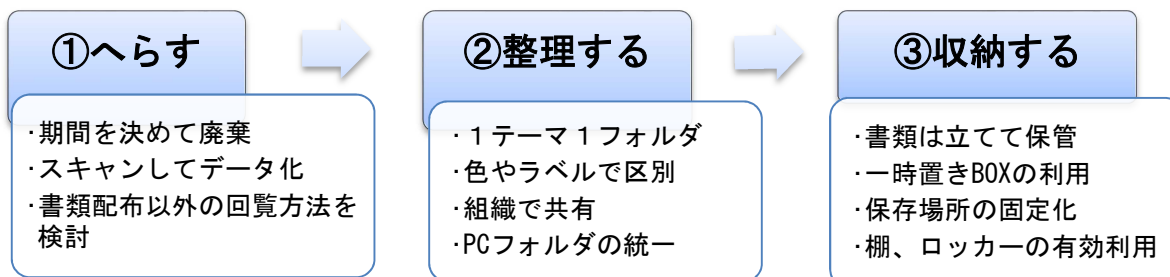 ①へらす
・期間を決めて廃棄
・スキャンしてデータ化
・書類配布以外の回覧方法を
検討
②整理する
・１テーマ１フォルダ
・色やラベルで区別
・組織で共有
・PCフォルダの統一
③収納する
・書類は立てて保管
・一時置きBOXの利用
・保存場所の固定化
・棚、ロッカーの有効利用